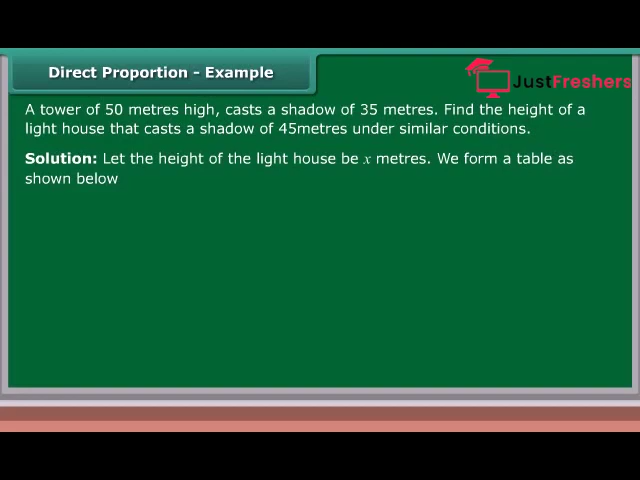 Direct Proportion - Example
JustFreshers
A tower of 50 metres high, casts a shadow of 35 metres. Find the height of a
light house that casts a shadow of 45metres under similar conditions.
Solution: Let the height of the light house be x metres. We form a table as
shown below